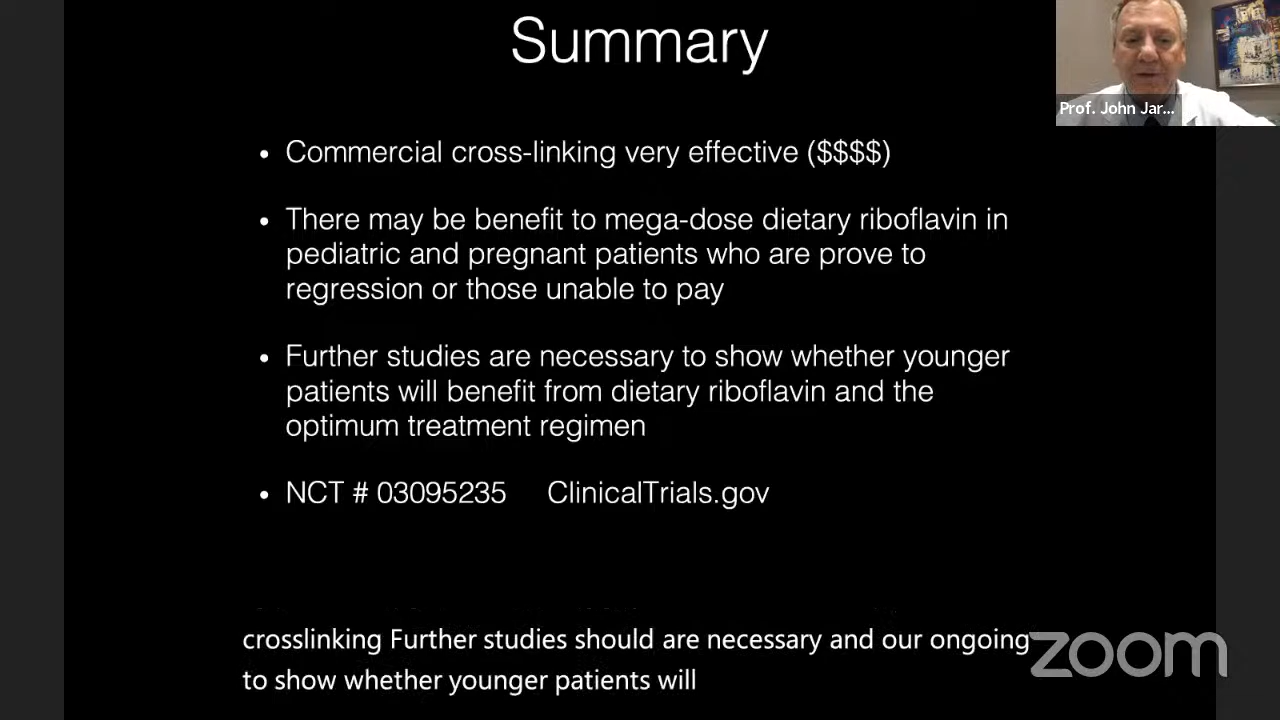 Summary
Prof. John Jar...
• Commercial cross-linking very effective ($$$$)
• There may be benefit to mega-dose dietary riboflavin in
pediatric and pregnant patients who are prove to
regression or those unable to pay
• Further studies are necessary to show whether younger
patients will benefit from dietary riboflavin and the
optimum treatment regimen
• NCT # 03095235 ClinicalTrials.gov
crosslinking Further studies should are necessary and our ongoing
to show whether younger patients will
zoom